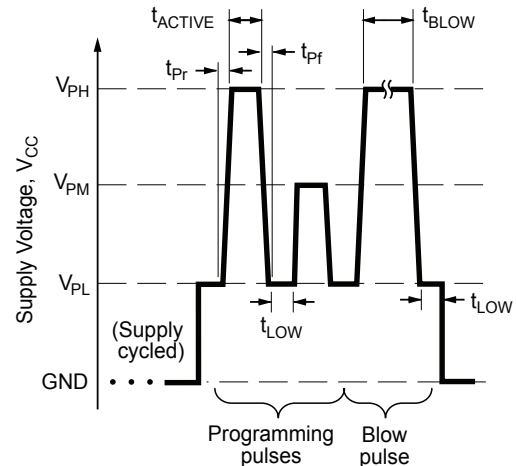 tACTIVE
tBLOW
tPr
tPf
VPH
VPM
VPL
GND
Supply Voltage, VCC
(Supply
cycled)
tLOW
tLOW
Programming
pulses
Blow
pulse